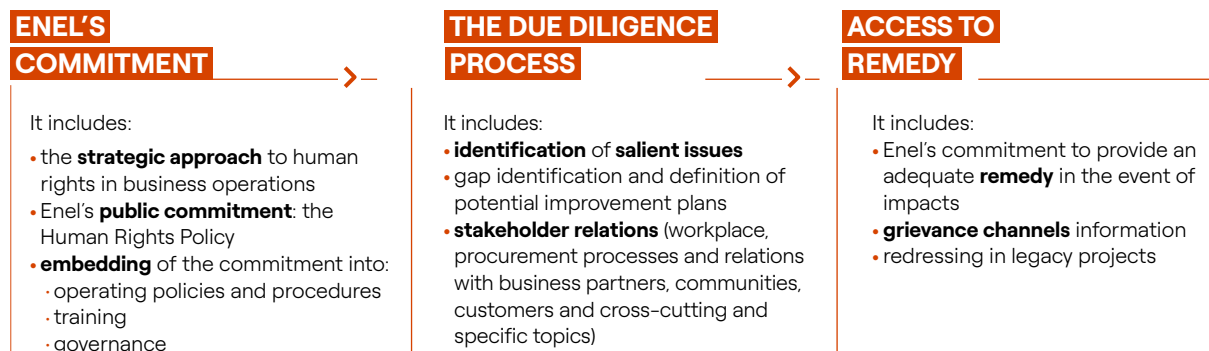 ENEL'S
COMMITMENT
It includes:
• the strategic approach to human
rights in business operations
• Enel's public commitment: the
Human Rights Policy
• embedding of the commitment into:
· operating policies and procedures
· training
· governance
THE DUE DILIGENCE
PROCESS
It includes:
• identification of salient issues
• gap identification and definition of
potential improvement plans
• stakeholder relations (workplace,
procurement processes and relations
with business partners, communities,
customers and cross-cutting and
specific topics)
ACCESS TO
REMEDY
It includes:
• Enel's commitment to provide an
adequate remedy in the event of
impacts
• grievance channels information
• redressing in legacy projects